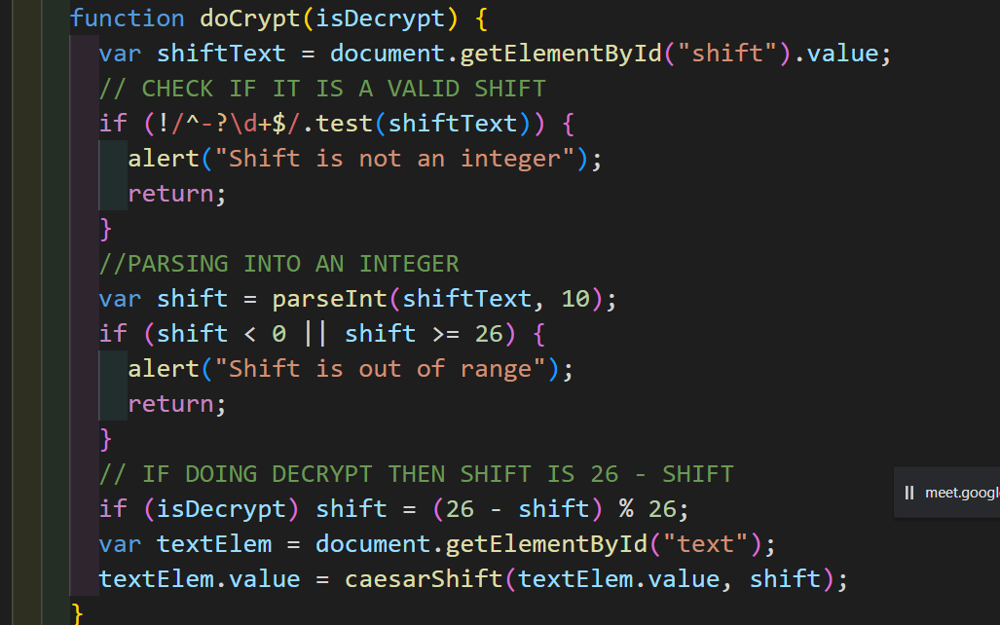 function doCrypt(isDecrypt) {
var shiftText = document.getElementById("shift").value;
// CHECK IF IT IS A VALID SHIFT
if (!/^-?\d+$/.test(shiftText)) {
alert("Shift is not an integer");
return;
}
//PARSING INTO AN INTEGER
var shift = parseInt(shiftText, 10);
if (shift < 0 || shift >= 26) {
alert("Shift is out of range");
return;
}
// IF DOING DECRYPT THEN SHIFT IS 26 - SHIFT
if (isDecrypt) shift = (26 - shift) % 26;
var textElem = document.getElementById("text");
textElem.value = caesarShift(textElem.value, shift);
}
meet.google